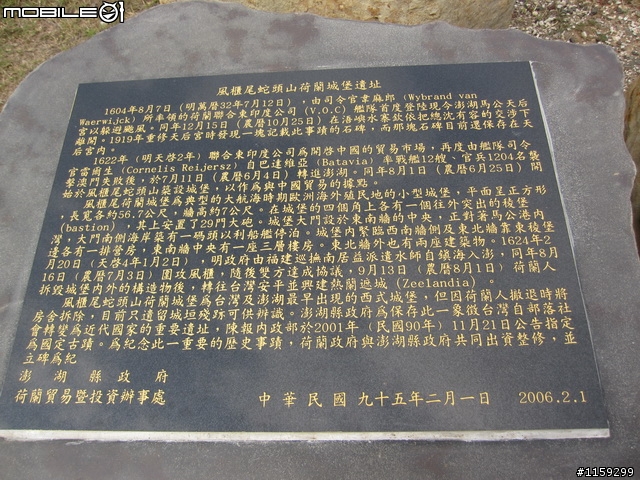 MOBILE01
風櫃尾蛇頭山荷蘭城堡遺址
1604年8月7日（明萬曆32年7月12日），由司令官韋麻郎（Wybrand van
Waerwijck）所率領的荷蘭聯合東印度公司（V.O.C）艦隊首度登陸現今澎湖馬公天后
宮以躲避颱風。同年12月15日（農曆10月25日）在浯嶼水寨欽依把總沈有容的交涉下
離開。1919年重修天后宮時發現一塊記載此事蹟的石碑，而那塊石碑目前還保存在天
后宮內。
1622年（明天啓2年）聯合東印度公司為開啓中國的貿易市場，再度由艦隊司令
官雷爾生（Cornelis Reijersz）自巴達維亞（Batavia）率戰艦12艘、官兵1204名襲
擊澳門失敗後，於7月11日（農曆6月4日）轉進澎湖。同年8月1日（農曆6月25日）開
始於風櫃尾蛇頭山築設城堡，以作為與中國貿易的據點。
風櫃尾荷蘭城堡為典型的大航海時期歐洲海外殖民地的小型城堡，平面呈正方形
，長寬各約56.7公尺，牆高約7公尺。在城堡的四個角上各有一個往外突出的稜堡
（bastion），其上安置了29門大砲。城堡大門設於東南牆的中央，正對著馬公港內
灣，大門南側海岸築有一碼頭以利船艦停泊。城堡內緊臨西南牆側及東北牆靠東稜堡
邊各有一排營房，東南牆中央有一座三層樓房。東北牆外也有兩座建築物。1624年2
月20日（天啓4年1月2日），明政府由福建巡撫南居益派遣水師自鎮海入澎，同年8月
16日（農曆7月3日）圍攻風櫃，隨後雙方達成協議，9月13日（農曆8月1日）荷蘭人
拆毀城堡內外的構造物後，轉往台灣安平並興建熱蘭遮城（Zeelandia）。
風櫃尾蛇頭山荷蘭城堡為台灣及澎湖最早出現的西式城堡，但因荷蘭人撤退時將
房舍拆除，目前只遺留城垣殘跡可供辨識。澎湖縣政府為保存此一象徵台灣自部落社
會轉變為近代國家的重要遺址，陳報內政部於2001年（民國90年）11月21日公告指定
為國定古蹟。為紀念此一重要的歷史事蹟，荷蘭政府與澎湖縣政府共同出資整修，並
立碑為紀
澎湖縣政府
荷蘭貿易暨投資辦事處 中華民國九十五年二月一日 2006.2.1
#1159299